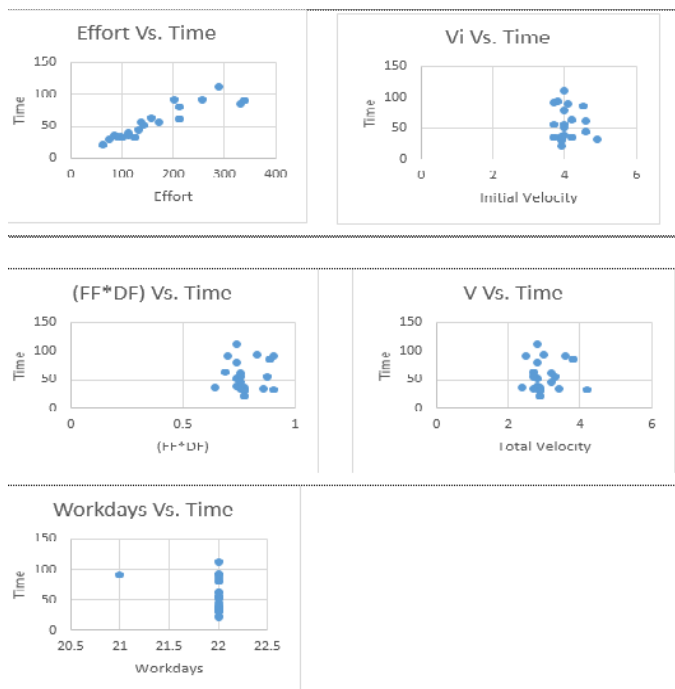 Effort Vs. Time
150
100
50
0
Time
0 100 200 300 400
Effort
Vi Vs. Time
150
100
50
0
Time
0 2 4 6
Initial Velocity
(FF*DF) Vs. Time
150
100
50
0
Time
0 0.5 1
(FF*DF)
V Vs. Time
150
100
50
0
Time
0 2 4 6
Total Velocity
Workdays Vs. Time
150
100
50
0
Time
20.5 21 21.5 22 22.5
Workdays